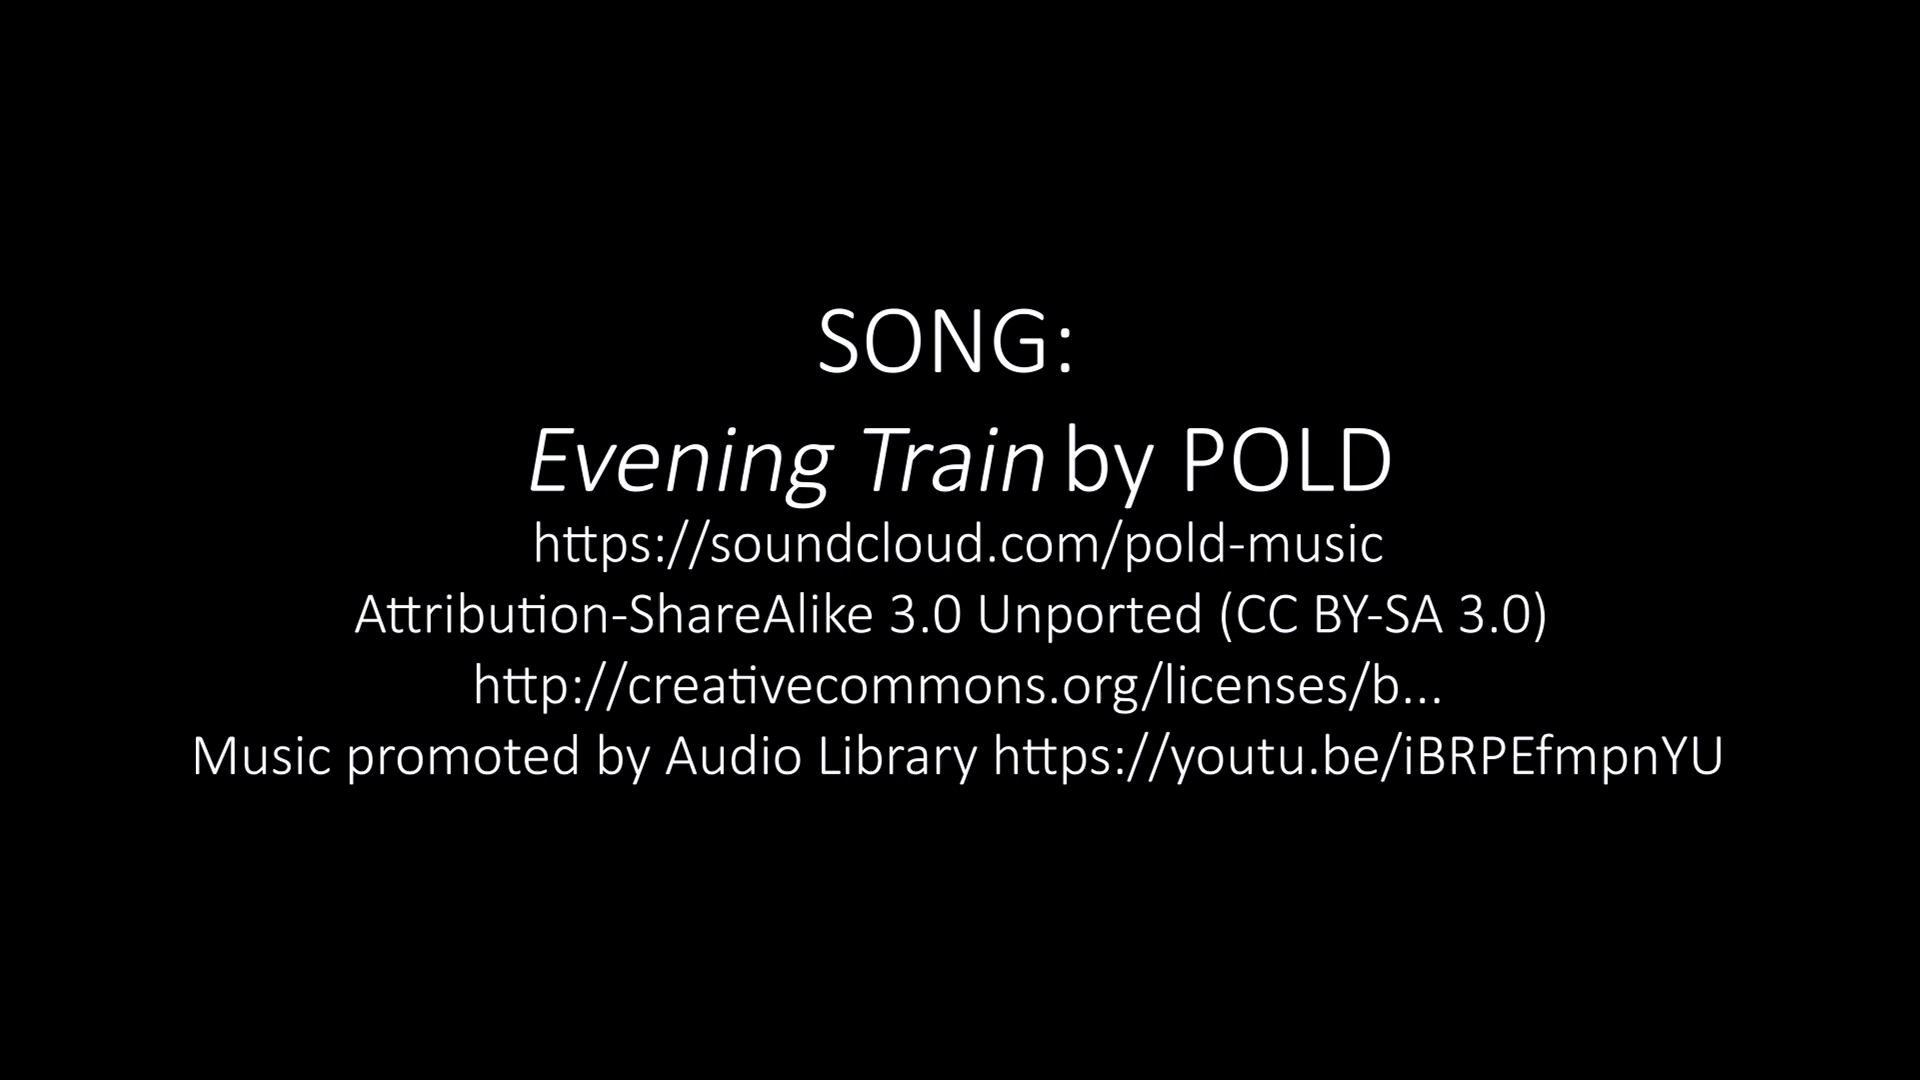 SONG:
Evening Train by POLD
https://soundcloud.com/pold-music
Attribution-ShareAlike 3.0 Unported (CC BY-SA 3.0)
http://creativecommons.org/licenses/b...
Music promoted by Audio Library https://youtu.be/iBRPEfmpnYU